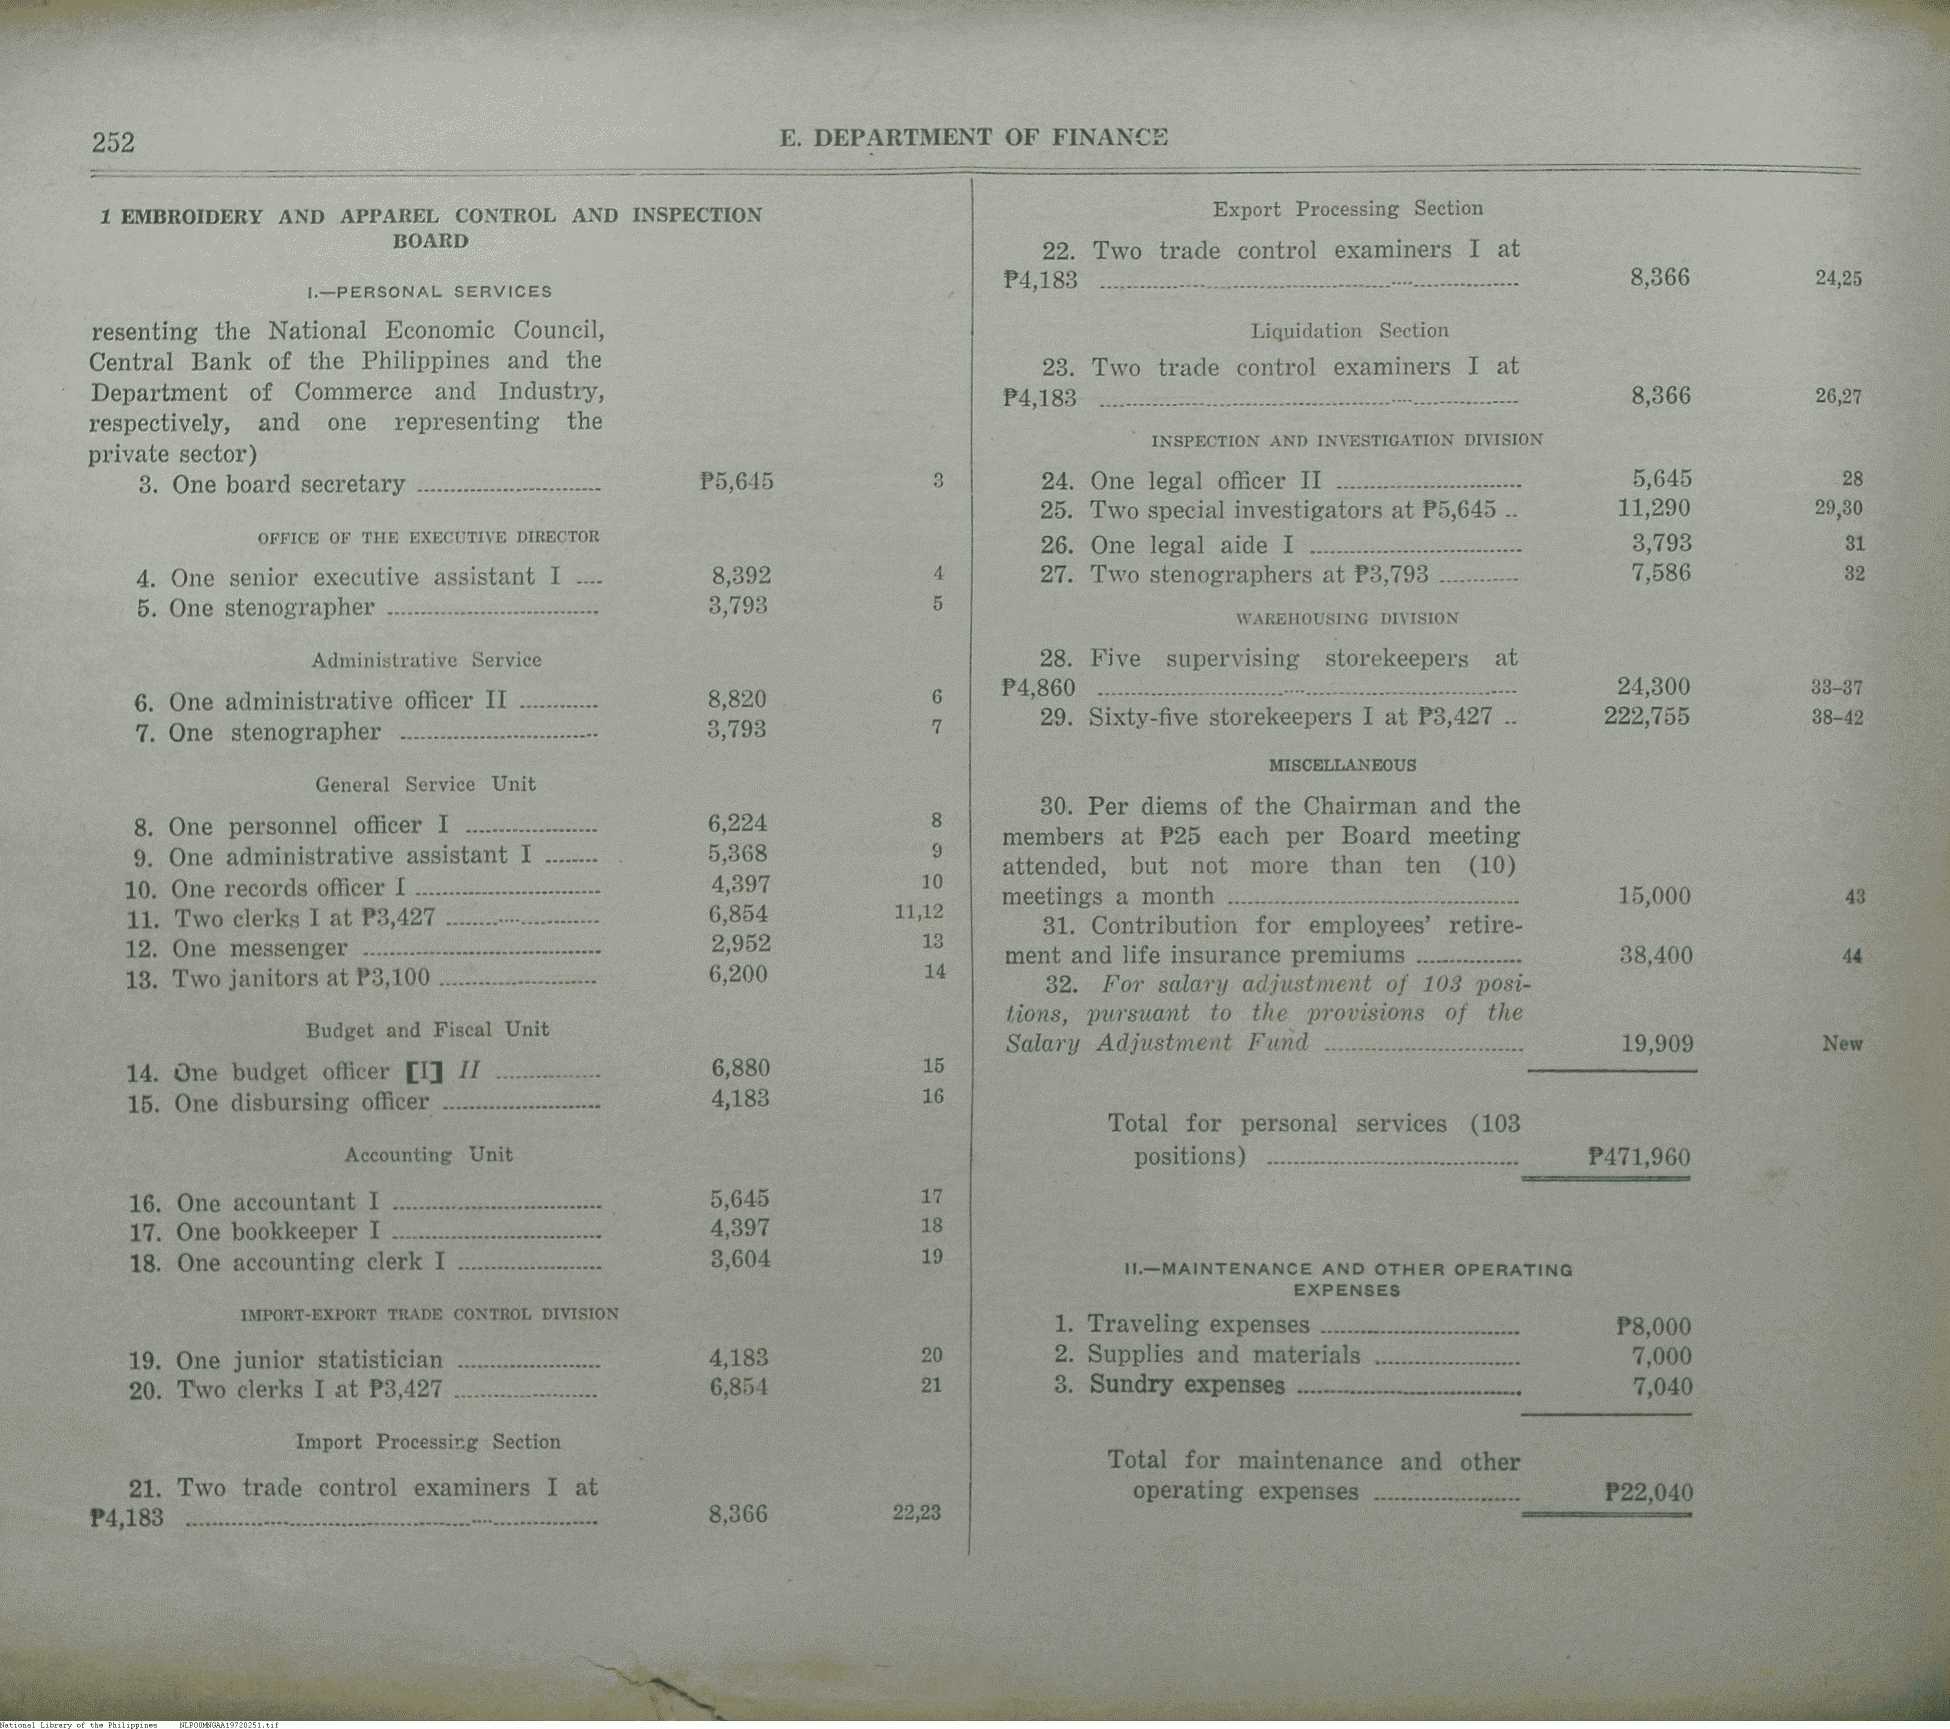 252
E. DEPARTMENT OF FINANCE
1 EMBROIDERY AND APPAREL CONTROL AND INSPECTION
BOARD
I.—PERSONAL SERVICES
resenting the National Economic Council,
Central Bank of the Philippines and the
Department of Commerce and Industry,
respectively, and one representing the
private sector)
3. One board secretary ₱5,645 3
OFFICE OF THE EXECUTIVE DIRECTOR
4. One senior executive assistant I 8,392 4
5. One stenographer 3,793 5
Administrative Service
6. One administrative officer II 8,820 6
7. One stenographer 3,793 7
General Service Unit
8. One personnel officer I 6,224 8
9. One administrative assistant I 5,368 9
10. One records officer I 4,397 10
11. Two clerks I at ₱3,427 6,854 11,12
12. One messenger 2,952 13
13. Two janitors at ₱3,100 6,200 14
Budget and Fiscal Unit
14. One budget officer [I] II 6,880 15
15. One disbursing officer 4,183 16
Accounting Unit
16. One accountant I 5,645 17
17. One bookkeeper I 4,397 18
18. One accounting clerk I 3,604 19
IMPORT-EXPORT TRADE CONTROL DIVISION
19. One junior statistician 4,183 20
20. Two clerks I at ₱3,427 6,854 21
Import Processing Section
21. Two trade control examiners I at
₱4,183 8,366 22,23
Export Processing Section
22. Two trade control examiners I at
₱4,183 8,366 24,25
Liquidation Section
23. Two trade control examiners I at
₱4,183 8,366 26,27
INSPECTION AND INVESTIGATION DIVISION
24. One legal officer II 5,645 28
25. Two special investigators at ₱5,645 .. 11,290 29,30
26. One legal aide I 3,793 31
27. Two stenographers at ₱3,793 7,586 32
WAREHOUSING DIVISION
28. Five supervising storekeepers at
₱4,860 24,300 33–37
29. Sixty-five storekeepers I at ₱3,427 .. 222,755 38–42
MISCELLANEOUS
30. Per diems of the Chairman and the
members at ₱25 each per Board meeting
attended, but not more than ten (10)
meetings a month 15,000 43
31. Contribution for employees' retire-
ment and life insurance premiums 38,400 44
32. For salary adjustment of 103 posi-
tions, pursuant to the provisions of the
Salary Adjustment Fund 19,909 New
Total for personal services (103
positions) ₱471,960
II.—MAINTENANCE AND OTHER OPERATING
EXPENSES
1. Traveling expenses ₱8,000
2. Supplies and materials 7,000
3. Sundry expenses 7,040
Total for maintenance and other
operating expenses ₱22,040
National Library of the Philippines NLPO0MNGAA19720251.tif